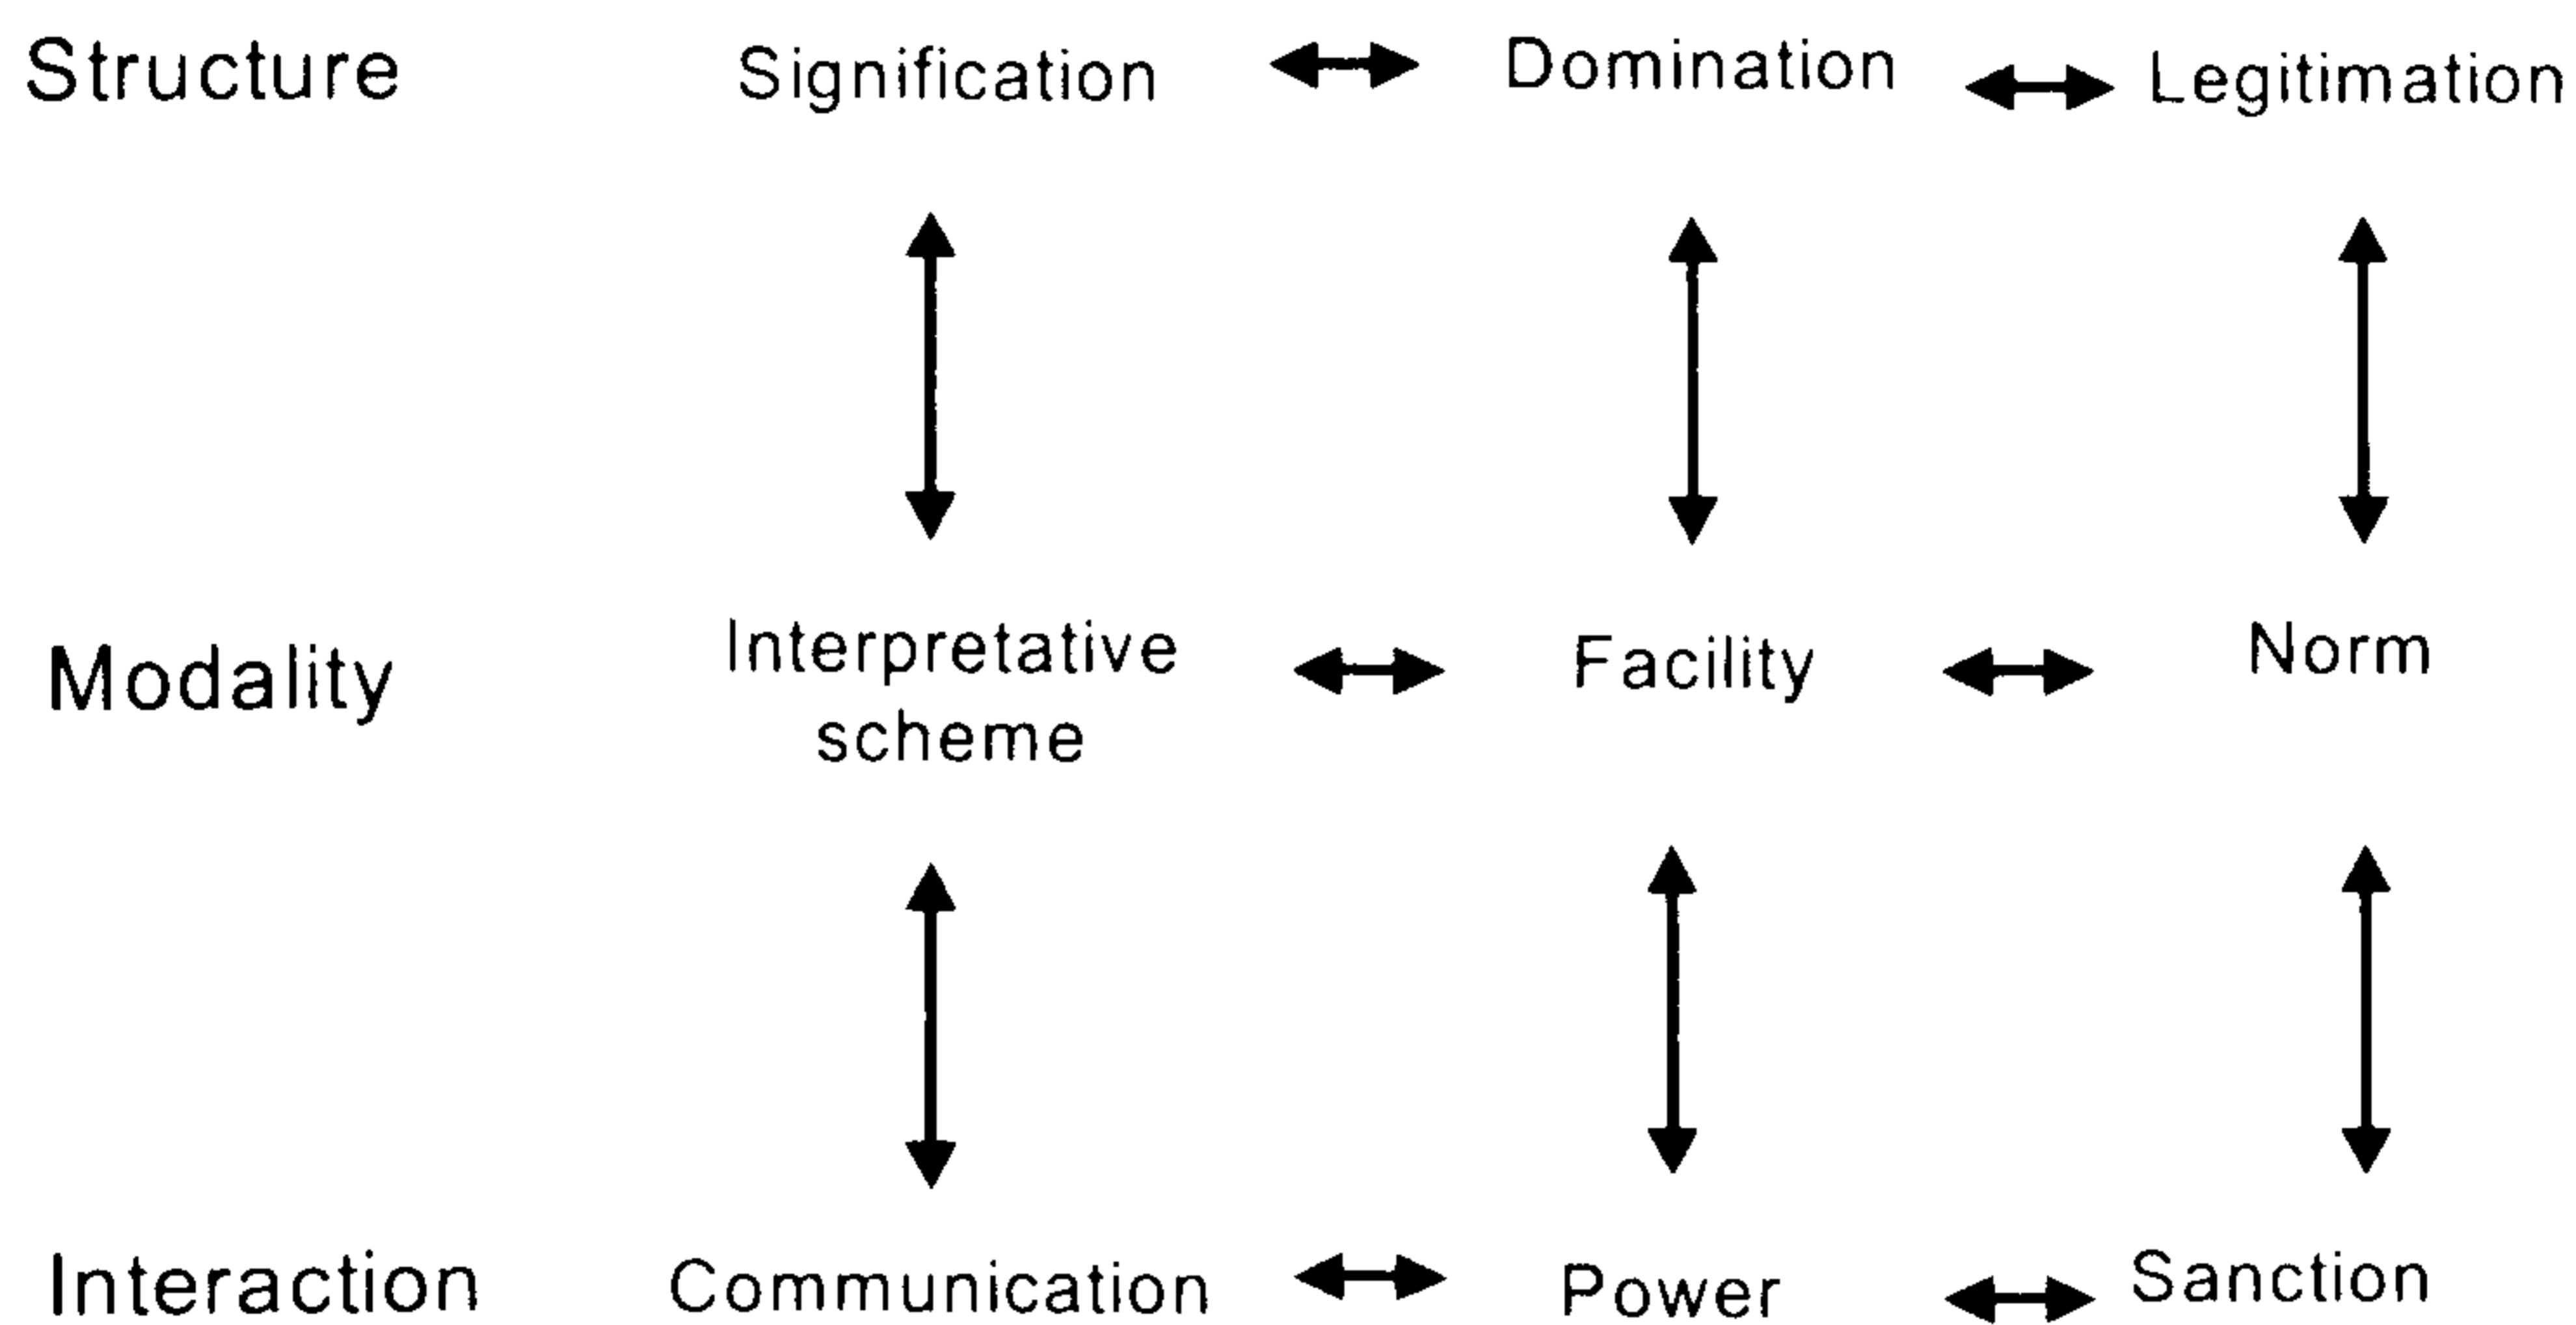 Structure Signification Domination Legitimation
Modality Interpretative scheme Facility Norm
Interaction Communication Power Sanction